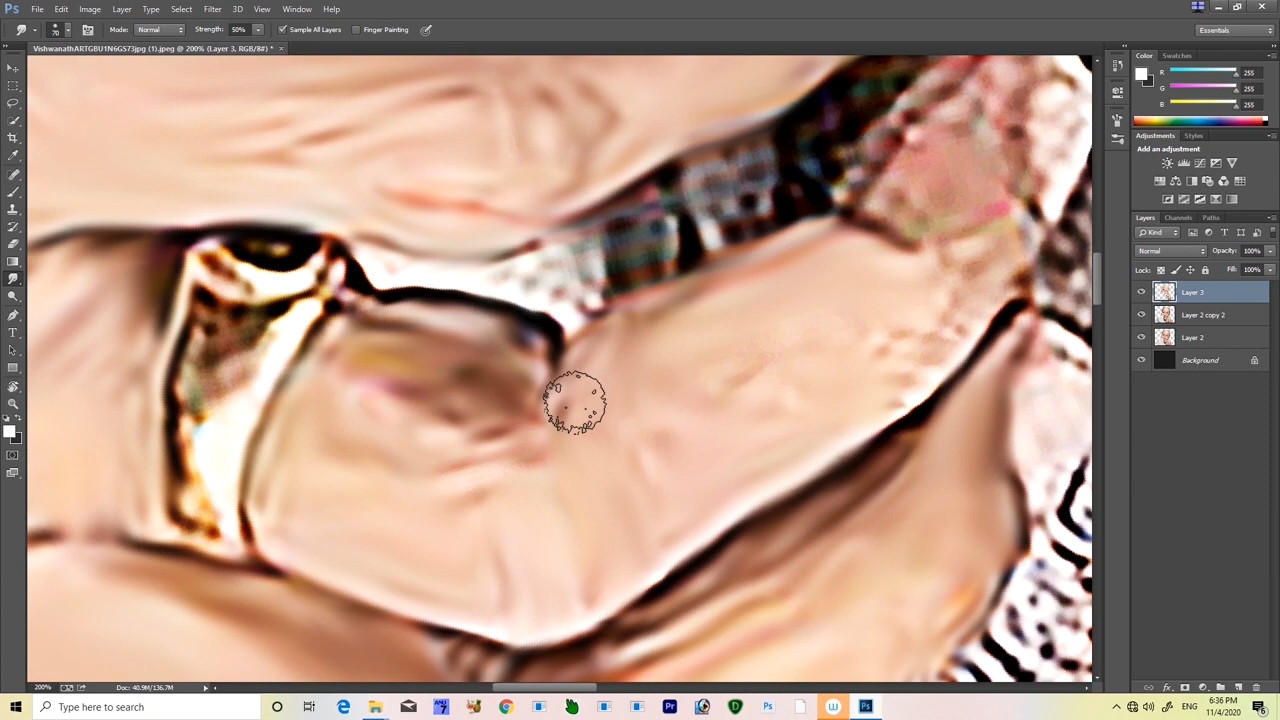 Ps File Edit Image Layer Type Select Filter 3D View Window Help
70 Mode: Normal Strength: 50% Sample All Layers Finger Painting Essentials
VishwanathARTGBU1N6GS73jpg (1).jpeg @ 200% (Layer 3, RGB/8#) *
Color Swatches
R 255
G 255
B 255
Adjustments Styles
Add an adjustment
Layers Channels Paths
Kind
Normal Opacity: 100%
Lock: Fill: 100%
Layer 3
Layer 2 copy 2
Layer 2
Background
200% Doc: 40.9M/136.7M
Type here to search
6:36 PM
11/4/2020